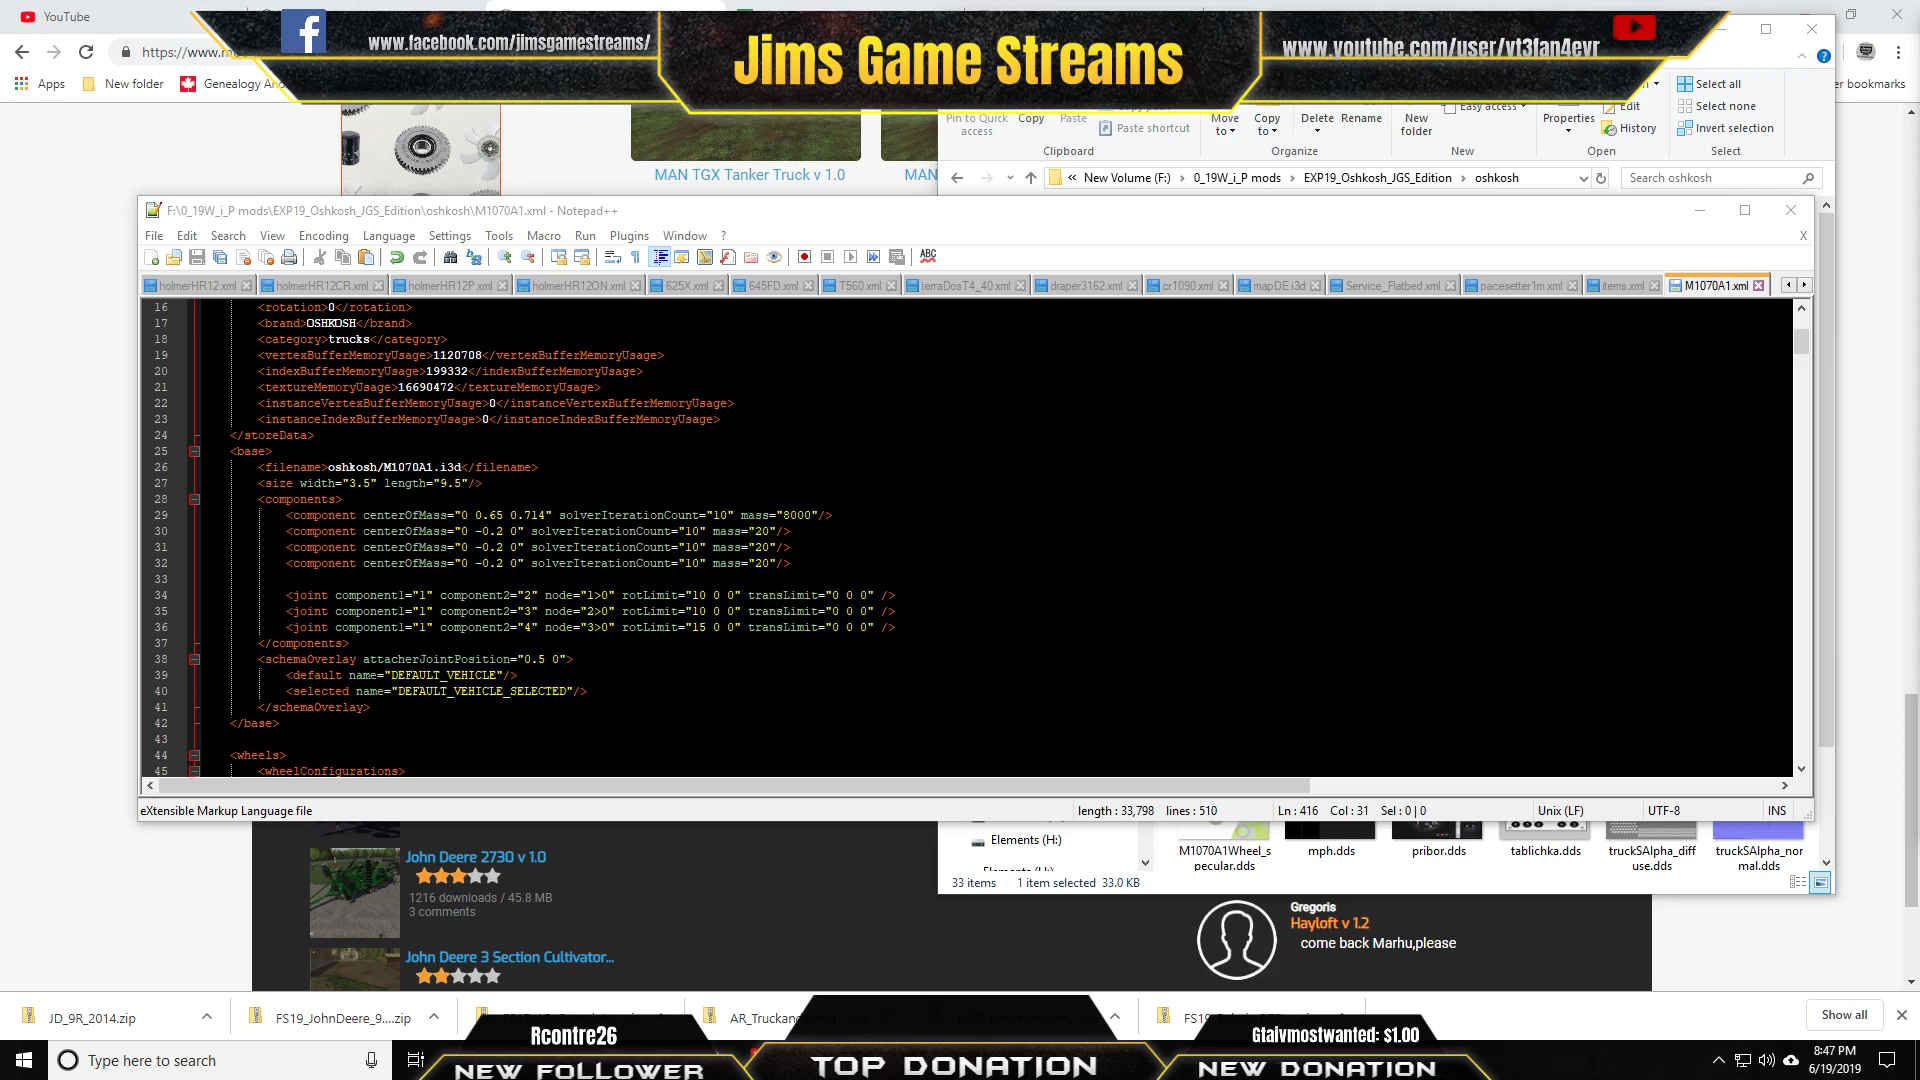 YouTube
https://www.m
www.facebook.com/jimsgamestreams/
Jims Game Streams
www.youtube.com/user/vt3fan4evr
Apps
New folder
Genealogy An
er bookmarks
Pin to Quick
access
Copy
Paste
Paste shortcut
Clipboard
Move
to
Copy
to
Delete
Rename
Organize
New
folder
Easy access
New
Properties
Edit
History
Open
Select all
Select none
Invert selection
Select
MAN TGX Tanker Truck v 1.0
MAN
« New Volume (F:) > 0_19W_i_P mods > EXP19_Oshkosh_JGS_Edition > oshkosh
Search oshkosh
F:\0_19W_i_P mods\EXP19_Oshkosh_JGS_Edition\oshkosh\M1070A1.xml - Notepad++
File Edit Search View Encoding Language Settings Tools Macro Run Plugins Window ?
X
holmerHR12.xml holmerHR12CR.xml holmerHR12P.xml holmerHR12ON.xml 625X.xml 645FD.xml T560.xml terraDosT4_40.xml draper3162.xml cr1090.xml mapDE.i3d Service_Flatbed.xml pacesetter1m.xml items.xml M1070A1.xml
16 <rotation>0</rotation>
17 <brand>OSHKOSH</brand>
18 <category>trucks</category>
19 <vertexBufferMemoryUsage>1120708</vertexBufferMemoryUsage>
20 <indexBufferMemoryUsage>199332</indexBufferMemoryUsage>
21 <textureMemoryUsage>16690472</textureMemoryUsage>
22 <instanceVertexBufferMemoryUsage>0</instanceVertexBufferMemoryUsage>
23 <instanceIndexBufferMemoryUsage>0</instanceIndexBufferMemoryUsage>
24 </storeData>
25 <base>
26 <filename>oshkosh/M1070A1.i3d</filename>
27 <size width="3.5" length="9.5"/>
28 <components>
29 <component centerOfMass="0 0.65 0.714" solverIterationCount="10" mass="8000"/>
30 <component centerOfMass="0 -0.2 0" solverIterationCount="10" mass="20"/>
31 <component centerOfMass="0 -0.2 0" solverIterationCount="10" mass="20"/>
32 <component centerOfMass="0 -0.2 0" solverIterationCount="10" mass="20"/>
33
34 <joint component1="1" component2="2" node="1>0" rotLimit="10 0 0" transLimit="0 0 0" />
35 <joint component1="1" component2="3" node="2>0" rotLimit="10 0 0" transLimit="0 0 0" />
36 <joint component1="1" component2="4" node="3>0" rotLimit="15 0 0" transLimit="0 0 0" />
37 </components>
38 <schemaOverlay attacherJointPosition="0.5 0">
39 <default name="DEFAULT_VEHICLE"/>
40 <selected name="DEFAULT_VEHICLE_SELECTED"/>
41 </schemaOverlay>
42 </base>
43
44 <wheels>
45 <wheelConfigurations>
eXtensible Markup Language file
length : 33,798 lines : 510
Ln : 416 Col : 31 Sel : 0 | 0
Unix (LF)
UTF-8
INS
Elements (H:)
M1070A1Wheel_s
pecular.dds
mph.dds
pribor.dds
tablichka.dds
truckSAlpha_diff
use.dds
truckSAlpha_nor
mal.dds
33 items
1 item selected 33.0 KB
John Deere 2730 v 1.0
1216 downloads / 45.8 MB
3 comments
John Deere 3 Section Cultivator...
Gregoris
Hayloft v 1.2
come back Marhu,please
JD_9R_2014.zip
FS19_JohnDeere_9....zip
Show all
Rcontre26
NEW FOLLOWER
TOP DONATION
Gtaivmostwanted: $1.00
NEW DONATION
Type here to search
8:47 PM
6/19/2019